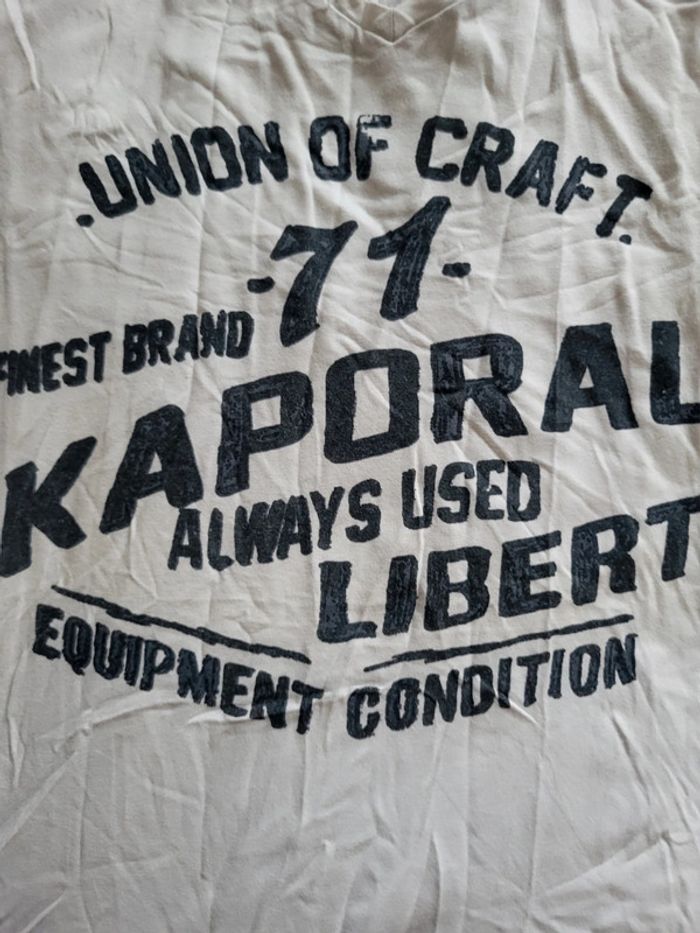 .UNION OF CRAFT.
-71-
FINEST BRAND
KAPORAL
ALWAYS USED
LIBERT
EQUIPMENT CONDITION